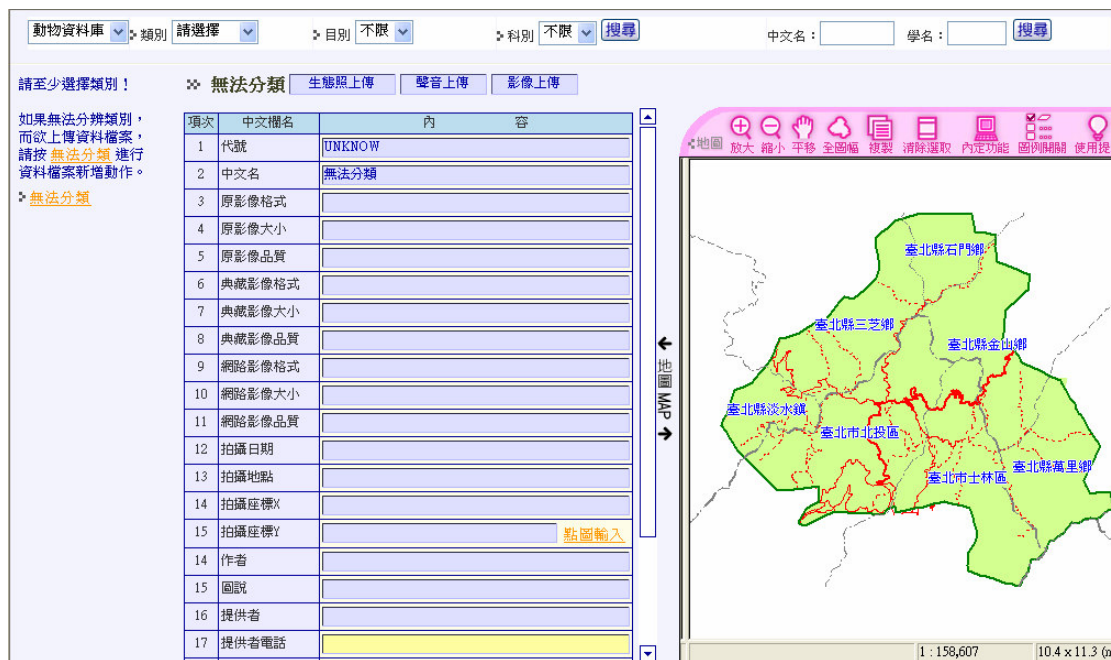 動物資料庫 類別 請選擇 目別 不限 科別 不限 搜尋 中文名： 學名： 搜尋
請至少選擇類別！
如果無法分辨類別，
而欲上傳資料檔案，
請按 無法分類 進行
資料檔案新增動作。
無法分類
無法分類 生態照上傳 聲音上傳 影像上傳
項次 中文欄名 內 容
1 代號 UNKNOW
2 中文名 無法分類
3 原影像格式
4 原影像大小
5 原影像品質
6 典藏影像格式
7 典藏影像大小
8 典藏影像品質
9 網路影像格式
10 網路影像大小
11 網路影像品質
12 拍攝日期
13 拍攝地點
14 拍攝座標X
15 拍攝座標Y 點圖輸入
14 作者
15 圖說
16 提供者
17 提供者電話
← 地圖 MAP →
地圖 放大 縮小 平移 全圖幅 複製 清除選取 內定功能 圖例開關 使用提
臺北縣石門鄉
臺北縣三芝鄉
臺北縣金山鄉
臺北縣淡水鎮
臺北市北投區
臺北縣萬里鄉
臺北市士林區
1 : 158,607 10.4 x 11.3 (m